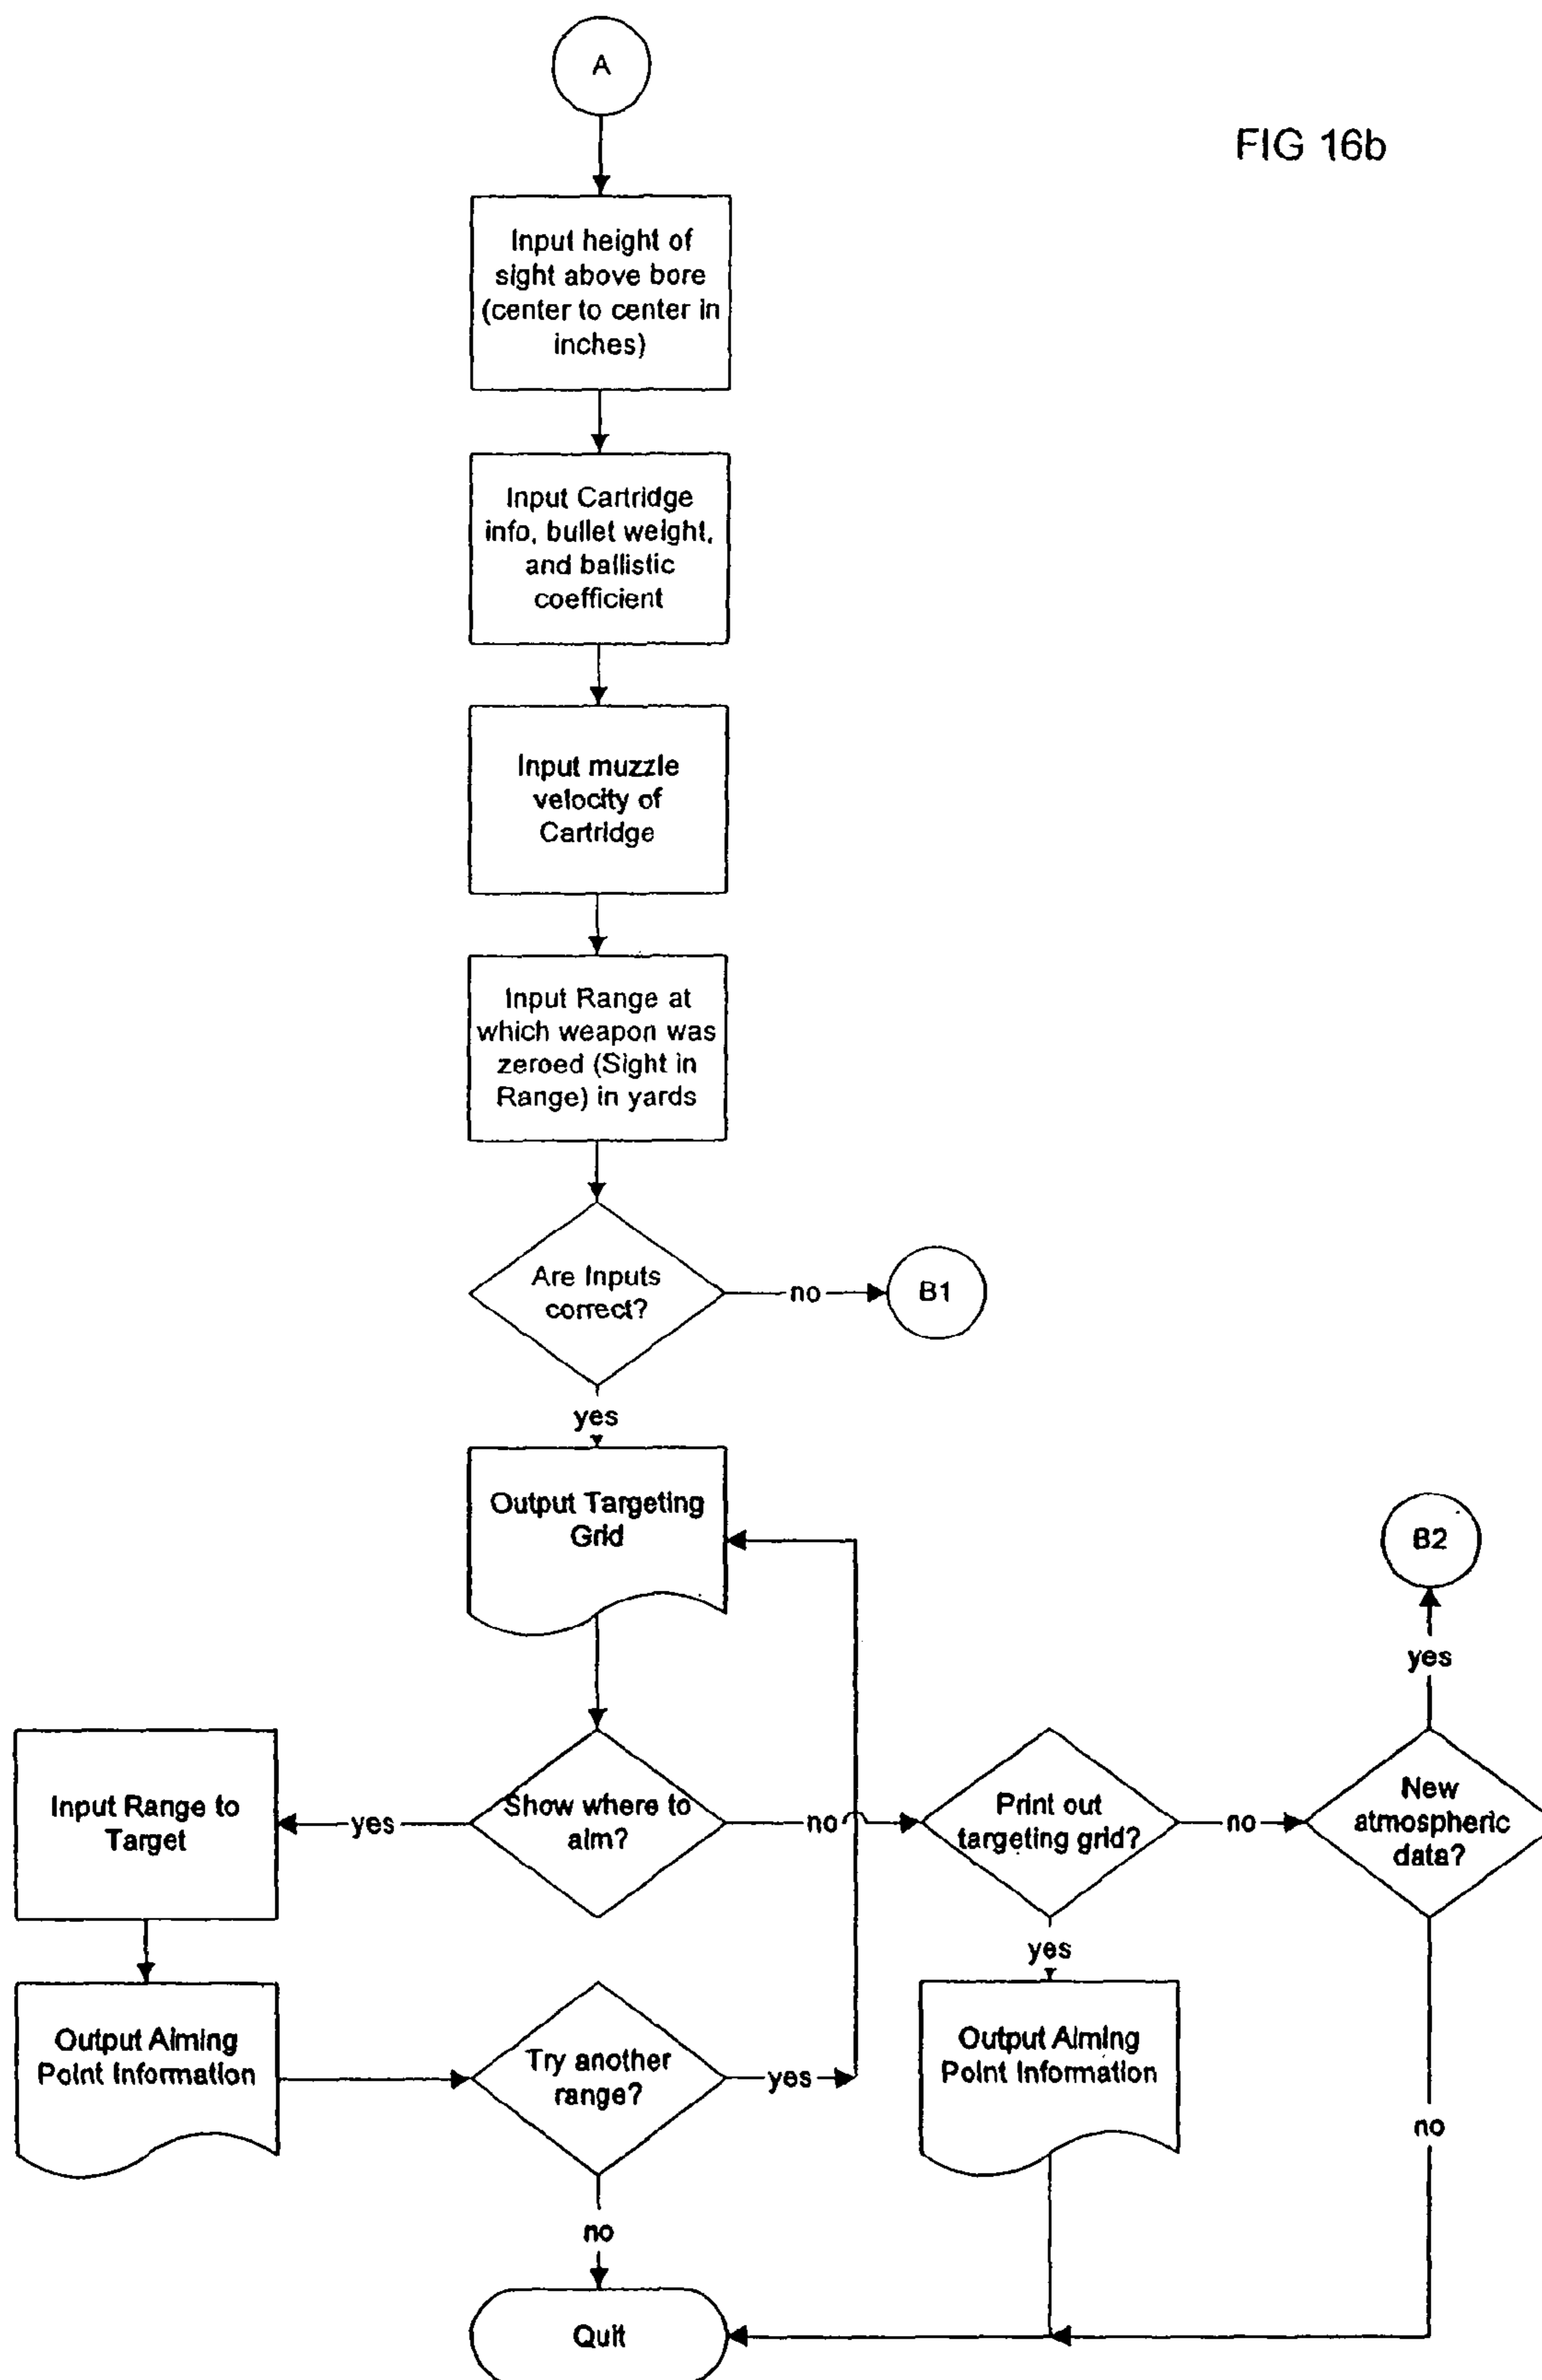 A
FIG 16b
Input height of
sight above bore
(center to center in
inches)
Input Cartridge
info, bullet weight,
and ballistic
coefficient
Input muzzle
velocity of
Cartridge
Input Range at
which weapon was
zeroed (Sight in
Range) in yards
Are Inputs
correct?
no
B1
yes
Output Targeting
Grid
B2
yes
Input Range to
Target
yes
Show where to
aim?
no
Print out
targeting grid?
no
New
atmospheric
data?
yes
Output Aiming
Point Information
Try another
range?
yes
Output Aiming
Point Information
no
no
Quit